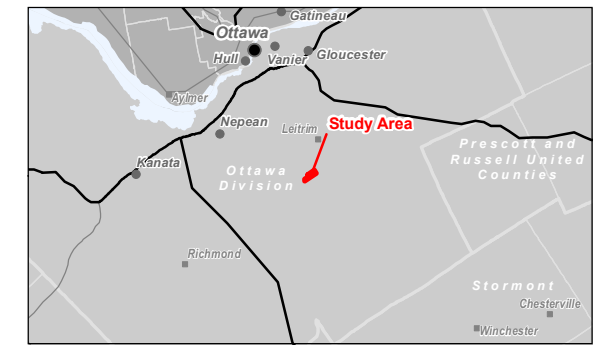 Gatineau
Ottawa
Hull
Vanier
Gloucester
Aylmer
Nepean
Leitrim
Study Area
Kanata
Ottawa
Division
Prescott and
Russell United
Counties
Richmond
Stormont
Chesterville
Winchester